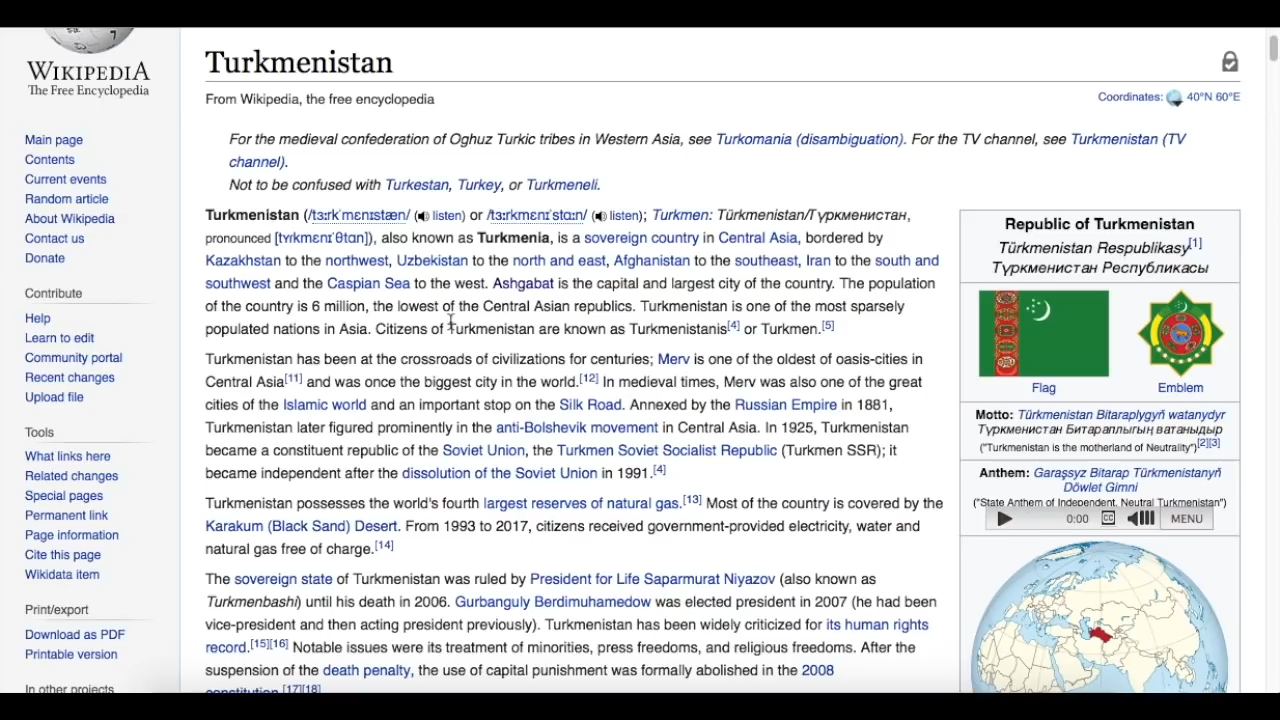 WIKIPEDIA
The Free Encyclopedia
Main page
Contents
Current events
Random article
About Wikipedia
Contact us
Donate
Contribute
Help
Learn to edit
Community portal
Recent changes
Upload file
Tools
What links here
Related changes
Special pages
Permanent link
Page information
Cite this page
Wikidata item
Print/export
Download as PDF
Printable version
In other projects
Turkmenistan
From Wikipedia, the free encyclopedia
Coordinates: 40°N 60°E
For the medieval confederation of Oghuz Turkic tribes in Western Asia, see Turkomania (disambiguation). For the TV channel, see Turkmenistan (TV
channel).
Not to be confused with Turkestan, Turkey, or Turkmeneli.
Turkmenistan (/tɜːrkˈmɛnɪstæn/ (listen) or /tɜːrkmɛnɪˈstɑːn/ (listen); Turkmen: Türkmenistan/Түркменистан,
pronounced [tʏrkmɛnɪˈθtɑn]), also known as Turkmenia, is a sovereign country in Central Asia, bordered by
Kazakhstan to the northwest, Uzbekistan to the north and east, Afghanistan to the southeast, Iran to the south and
southwest and the Caspian Sea to the west. Ashgabat is the capital and largest city of the country. The population
of the country is 6 million, the lowest of the Central Asian republics. Turkmenistan is one of the most sparsely
populated nations in Asia. Citizens of Turkmenistan are known as Turkmenistanis[4] or Turkmen.[5]
Turkmenistan has been at the crossroads of civilizations for centuries; Merv is one of the oldest of oasis-cities in
Central Asia[11] and was once the biggest city in the world.[12] In medieval times, Merv was also one of the great
cities of the Islamic world and an important stop on the Silk Road. Annexed by the Russian Empire in 1881,
Turkmenistan later figured prominently in the anti-Bolshevik movement in Central Asia. In 1925, Turkmenistan
became a constituent republic of the Soviet Union, the Turkmen Soviet Socialist Republic (Turkmen SSR); it
became independent after the dissolution of the Soviet Union in 1991.[4]
Turkmenistan possesses the world's fourth largest reserves of natural gas.[13] Most of the country is covered by the
Karakum (Black Sand) Desert. From 1993 to 2017, citizens received government-provided electricity, water and
natural gas free of charge.[14]
The sovereign state of Turkmenistan was ruled by President for Life Saparmurat Niyazov (also known as
Turkmenbashi) until his death in 2006. Gurbanguly Berdimuhamedow was elected president in 2007 (he had been
vice-president and then acting president previously). Turkmenistan has been widely criticized for its human rights
record.[15][16] Notable issues were its treatment of minorities, press freedoms, and religious freedoms. After the
suspension of the death penalty, the use of capital punishment was formally abolished in the 2008
constitution.[17][18]
Republic of Turkmenistan
Türkmenistan Respublikasy[1]
Түркменистан Республикасы
Flag
Emblem
Motto: Türkmenistan Bitaraplygyň watanydyr
Түркменистан Битараплыгың ватаныдыр
("Turkmenistan is the motherland of Neutrality")[2][3]
Anthem: Garaşsyz Bitarap Türkmenistanyň
Döwlet Gimni
("State Anthem of Independent, Neutral Turkmenistan")
0:00 CC MENU